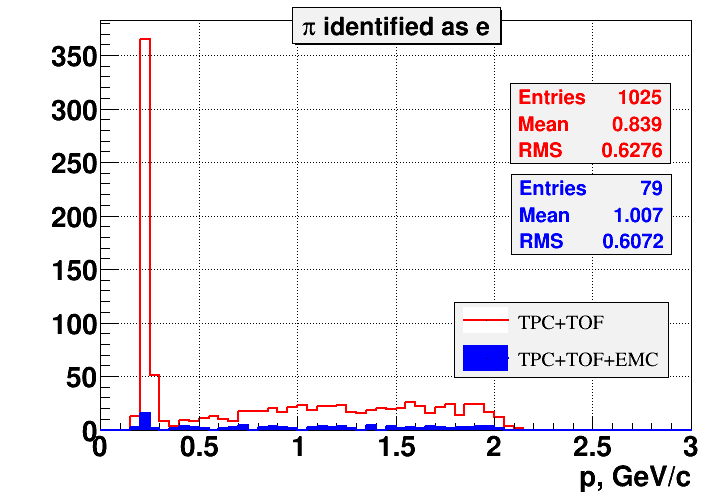 π identified as e
350
300
250
200
150
100
50
0
Entries 1025
Mean 0.839
RMS 0.6276
Entries 79
Mean 1.007
RMS 0.6072
TPC+TOF
TPC+TOF+EMC
0 0.5 1 1.5 2 2.5 3
p, GeV/c